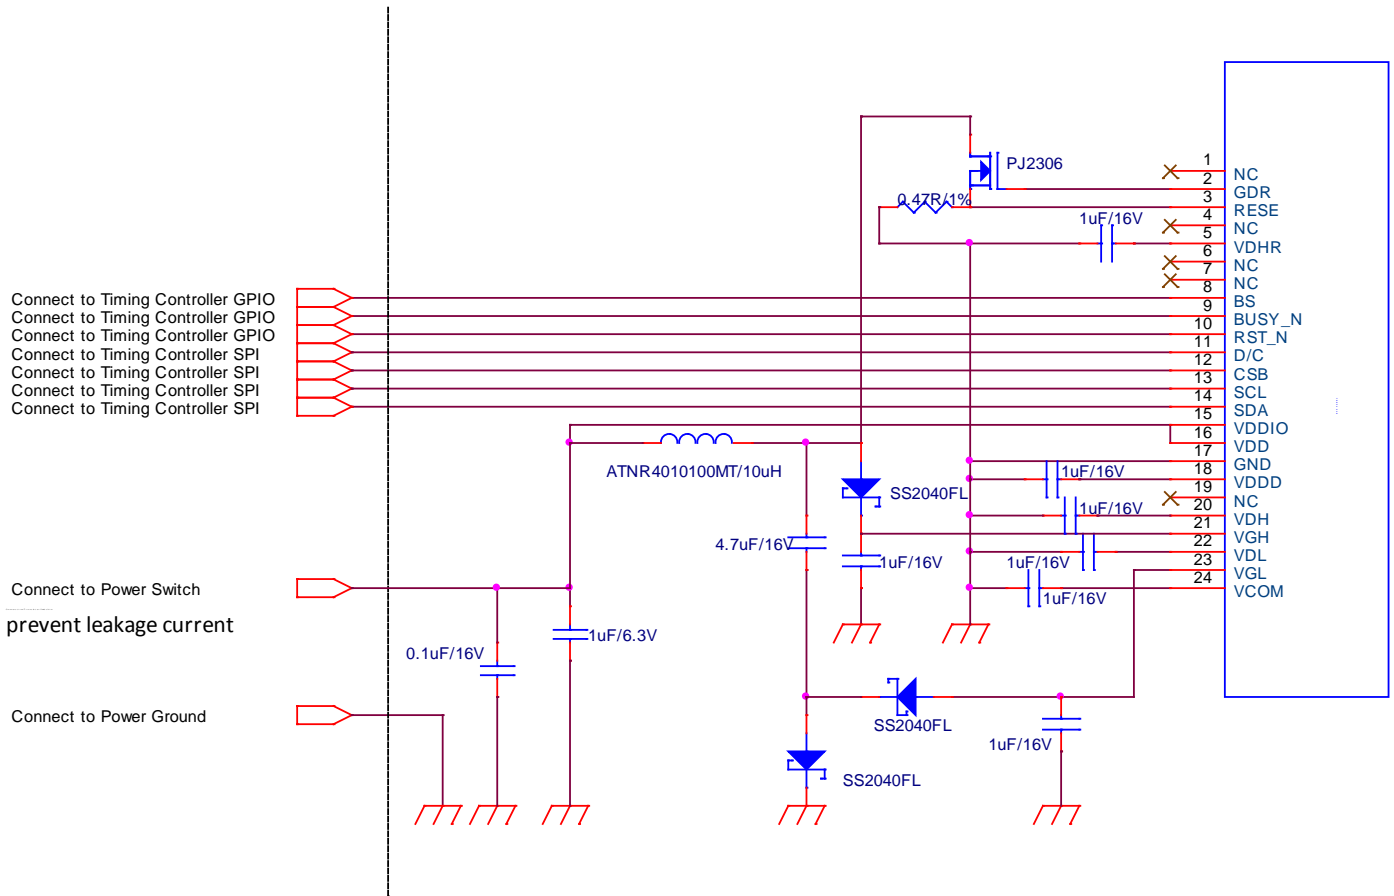 1
NC
PJ2306
2
GDR
0.47R/1%
3
RESE
1uF/16V
4
NC
5
VDHR
6
NC
7
NC
Connect to Timing Controller GPIO
8
BS
Connect to Timing Controller GPIO
9
BUSY_N
Connect to Timing Controller GPIO
10
RST_N
Connect to Timing Controller SPI
11
D/C
Connect to Timing Controller SPI
12
CSB
Connect to Timing Controller SPI
13
SCL
Connect to Timing Controller SPI
14
SDA
15
VDDIO
16
VDD
ATNR4010100MT/10uH
17
GND
1uF/16V
18
VDDD
SS2040FL
19
NC
1uF/16V
20
VDH
21
VGH
4.7uF/16V
22
VDL
1uF/16V
1uF/16V
23
VGL
Connect to Power Switch
1uF/16V
24
VCOM
prevent leakage current
1uF/6.3V
0.1uF/16V
Connect to Power Ground
SS2040FL
1uF/16V
SS2040FL